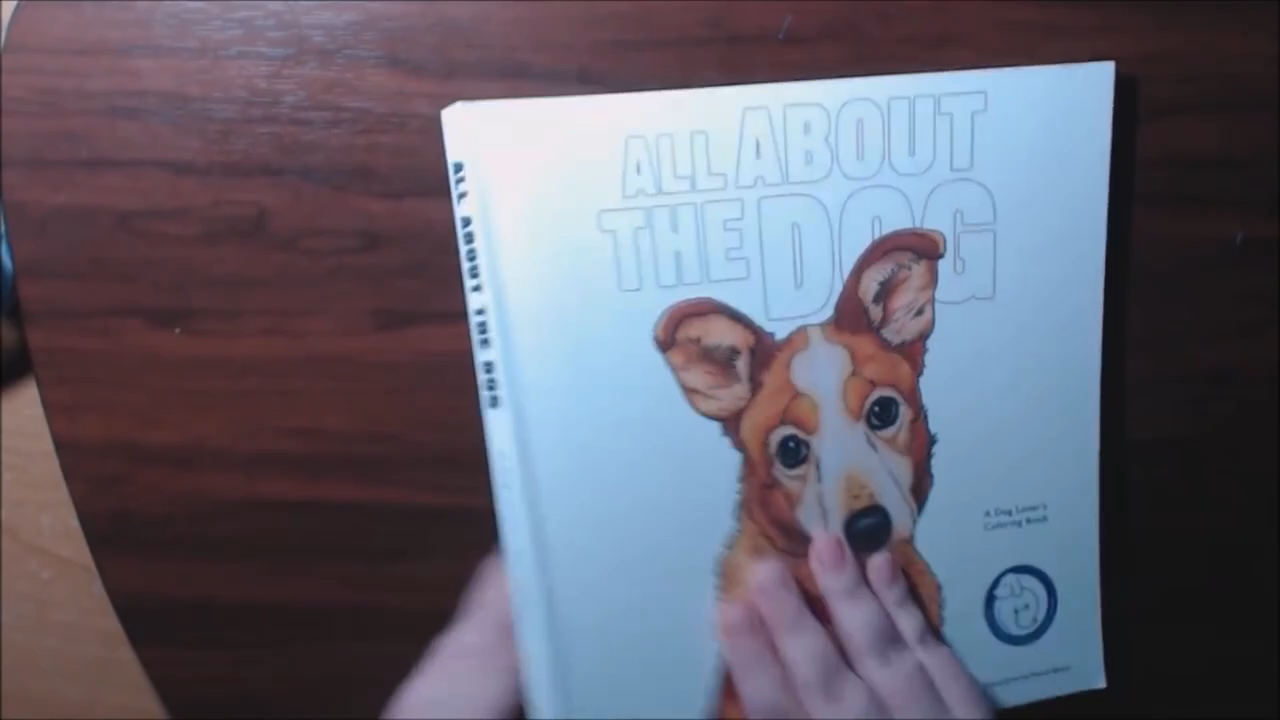 ALL ABOUT THE DOG
ALL ABOUT
THE DOG
A Dog Lover's
Coloring Book